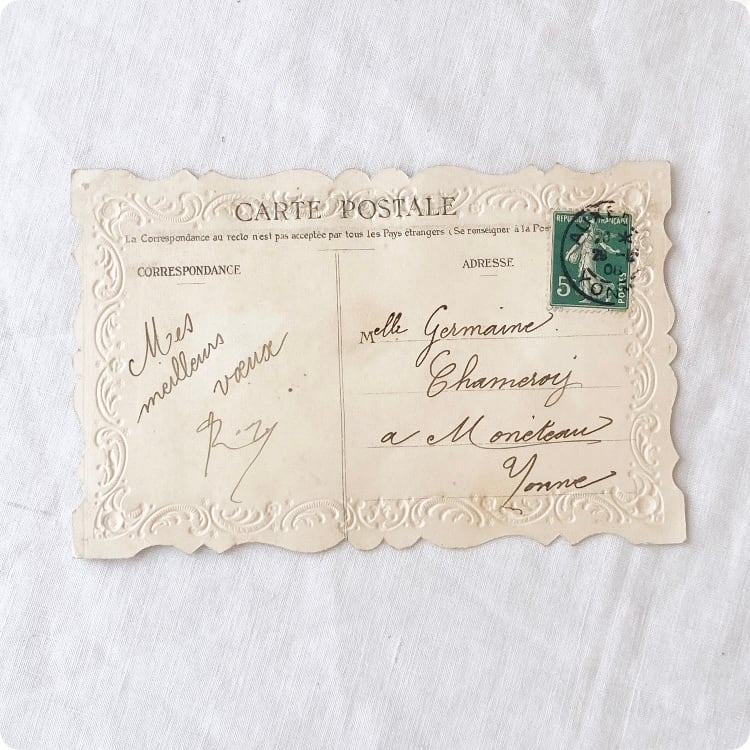 CARTE POSTALE
La Correspondance au recto n'est pas acceptée par tous les Pays étrangers (Se renseigner à la Pos
CORRESPONDANCE
Mes
meilleurs
vœux
ADRESSE
REPUBLIQUE FRANÇAISE
5
POSTES
Melle Germaine
Chameroy
a Monéteau
Yonne